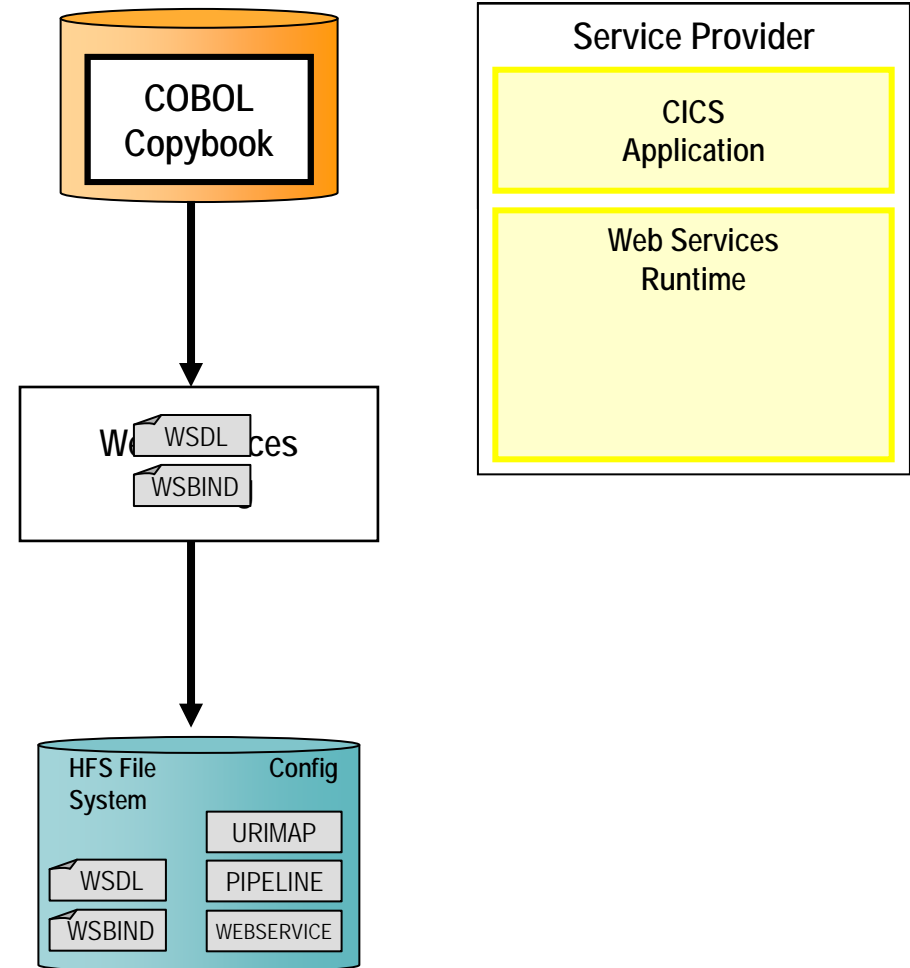 COBOL
Copybook
Service Provider
CICS
Application
Web Services
Runtime
WSDL
WSBIND
HFS File
System
Config
URIMAP
WSDL
PIPELINE
WSBIND
WEBSERVICE